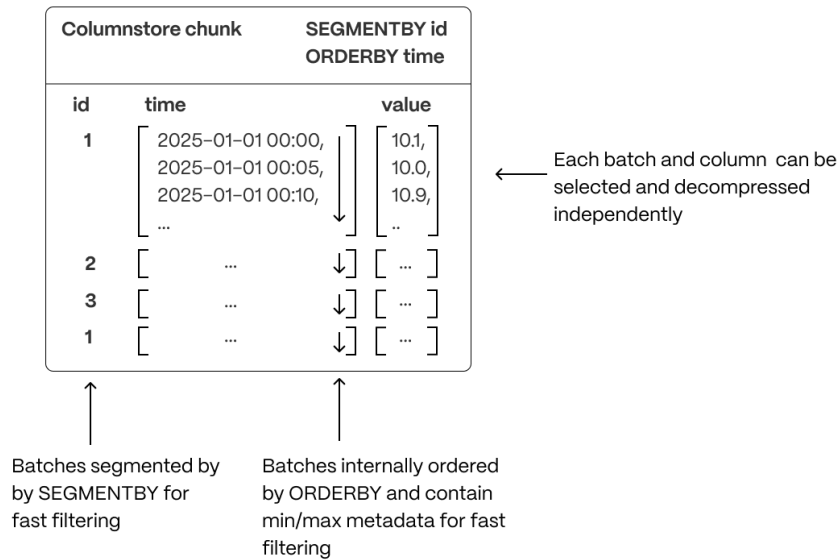 Columnstore chunk SEGMENTBY id
ORDERBY time
id time value
1 [ 2025-01-01 00:00, ] [ 10.1, ]
2025-01-01 00:05, 10.0,
2025-01-01 00:10, 10.9,
... ..
2 [ ... ] [ ... ]
3 [ ... ] [ ... ]
1 [ ... ] [ ... ]
Each batch and column can be
selected and decompressed
independently
Batches segmented by
by SEGMENTBY for
fast filtering
Batches internally ordered
by ORDERBY and contain
min/max metadata for fast
filtering